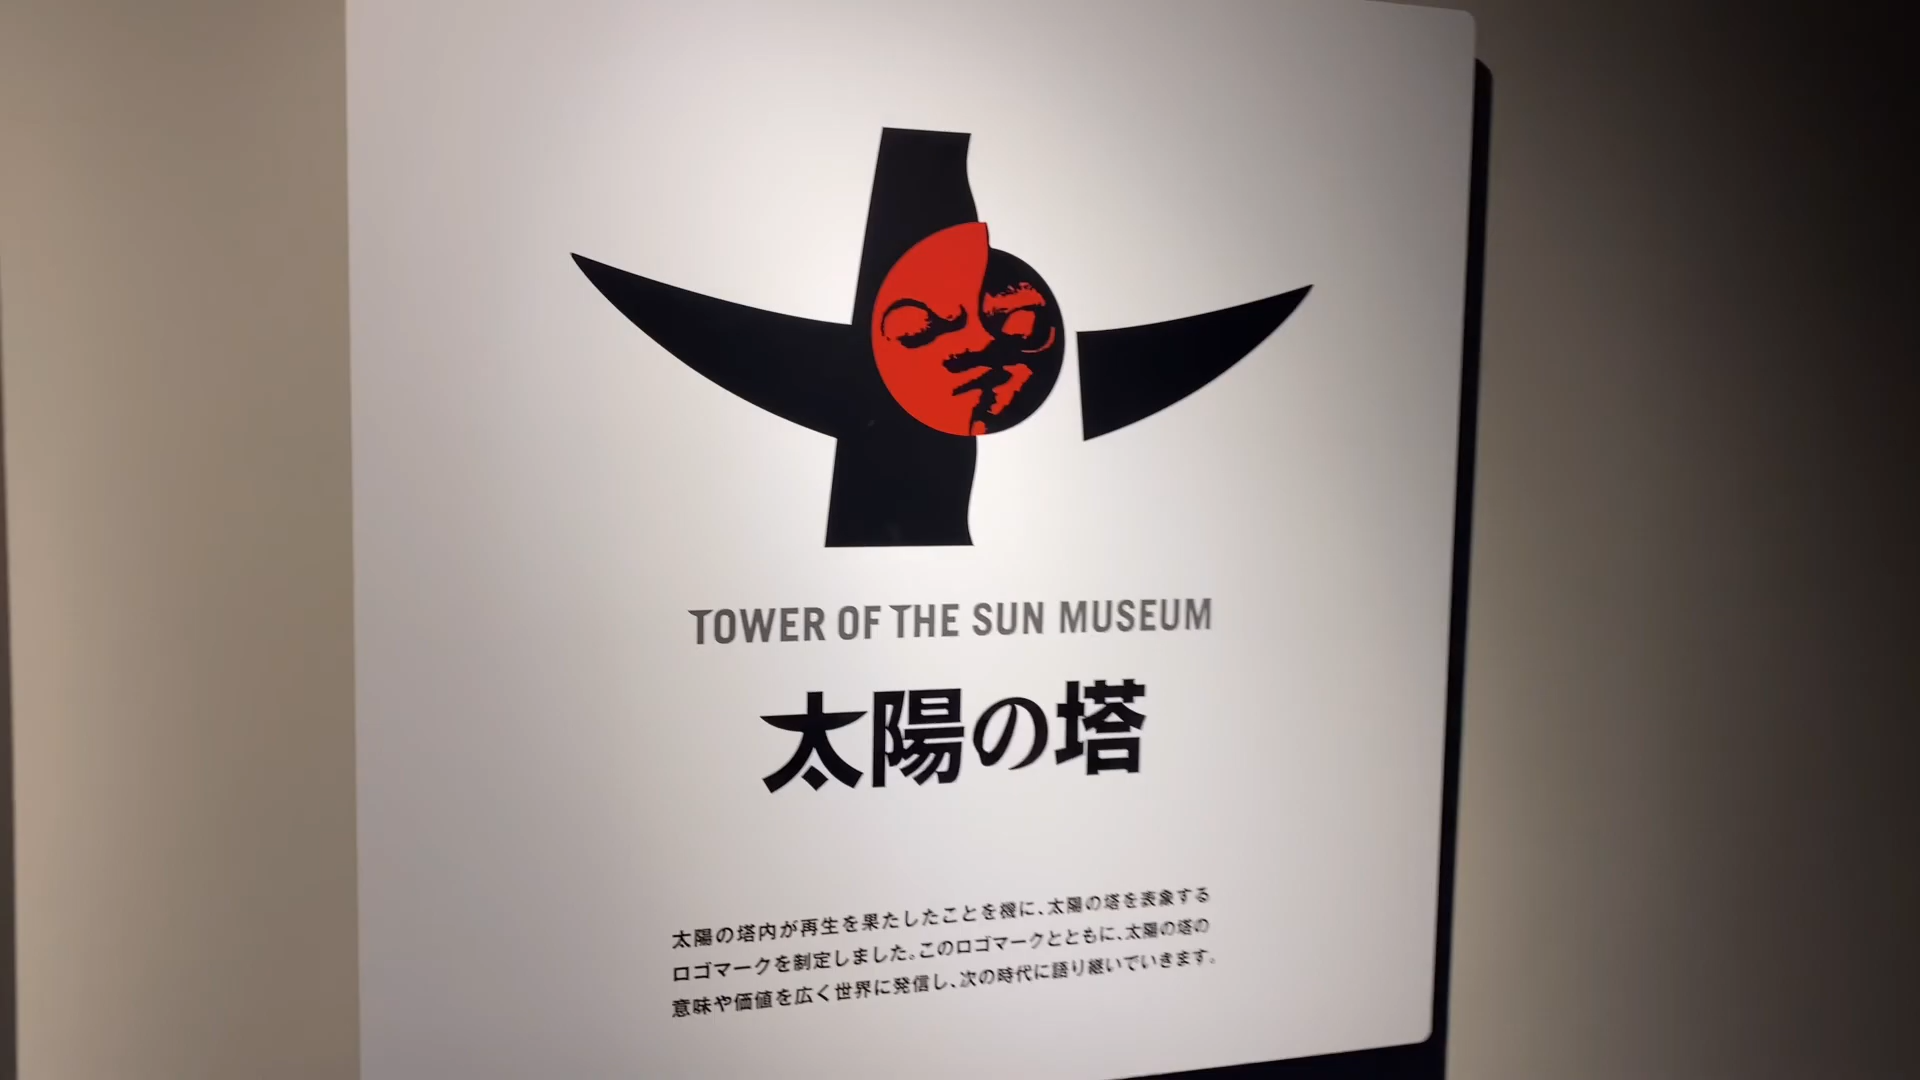 TOWER OF THE SUN MUSEUM
太陽の塔
太陽の塔内が再生を果たしたことを機に、太陽の塔を表象する
ロゴマークを制定しました。このロゴマークとともに、太陽の塔の
意味や価値を広く世界に発信し、次の時代に語り継いでいきます。